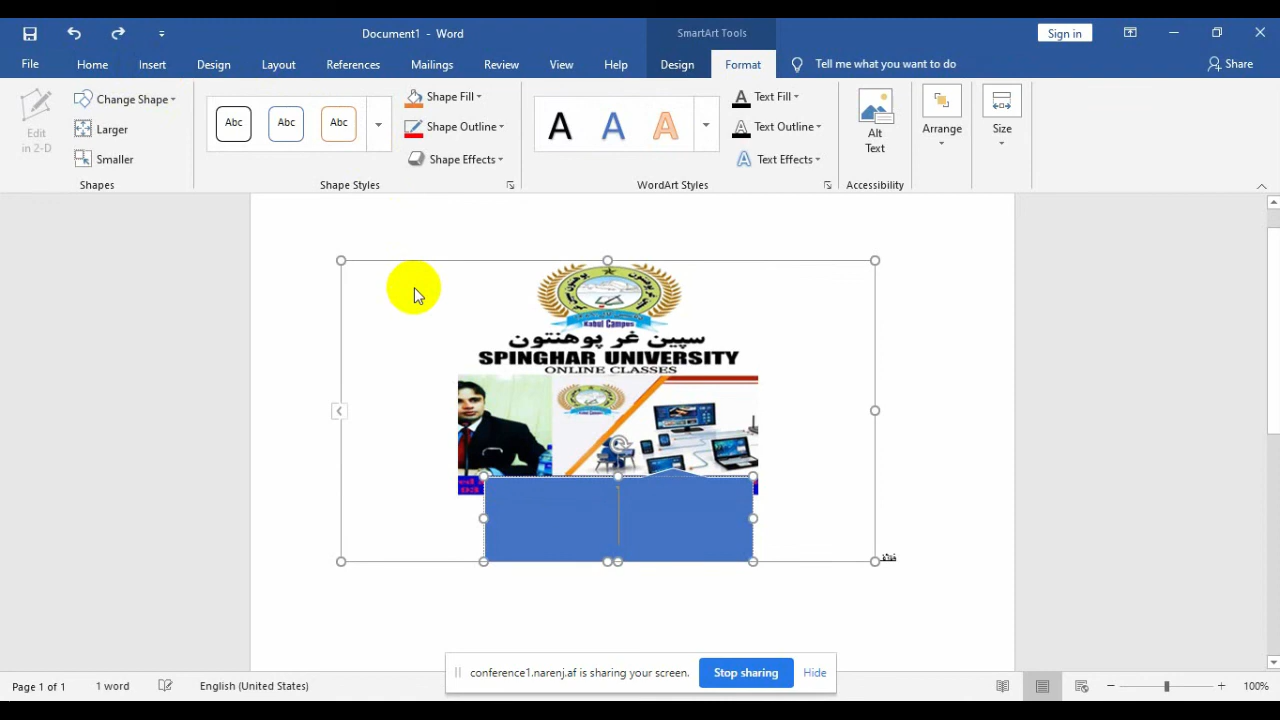 Document1 - Word
SmartArt Tools
Sign in
File
Home
Insert
Design
Layout
References
Mailings
Review
View
Help
Design
Format
Tell me what you want to do
Share
Edit in 2-D
Change Shape
Larger
Smaller
Shapes
Abc
Abc
Abc
Shape Fill
Shape Outline
Shape Effects
Shape Styles
A
A
A
Text Fill
Text Outline
Text Effects
WordArt Styles
Alt Text
Accessibility
Arrange
Size
Kabul Campus
سپین غر پوهنتون
SPINGHAR UNIVERSITY
ONLINE CLASSES
conference1.narenj.af is sharing your screen.
Stop sharing
Hide
Page 1 of 1
1 word
English (United States)
100%